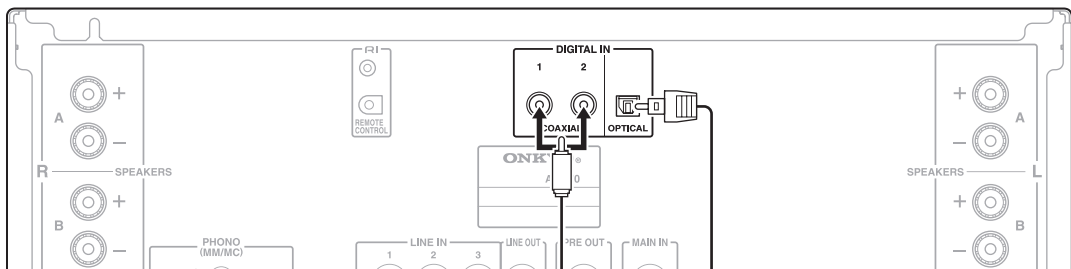 RI
DIGITAL IN
1 2
COAXIAL OPTICAL
REMOTE
CONTROL
+ +
A A
– –
R SPEAKERS
SPEAKERS L
+ +
B B
– –
PHONO
(MM/MC)
LINE IN
1 2 3
LINE OUT
PRE OUT
MAIN IN